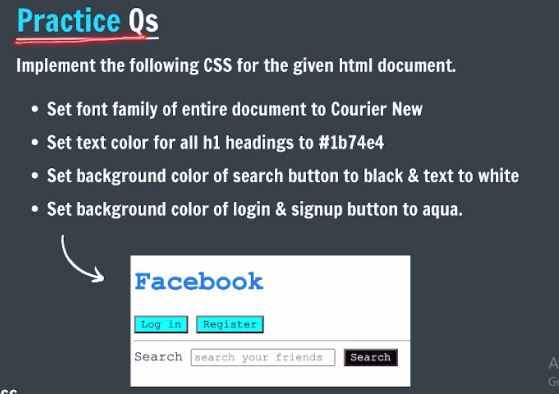 Practice Qs
Implement the following CSS for the given html document.
• Set font family of entire document to Courier New
• Set text color for all h1 headings to #1b74e4
• Set background color of search button to black & text to white
• Set background color of login & signup button to aqua.
Facebook
Log in Register
Search search your friends Search